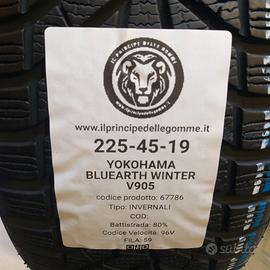 IL PRINCIPE DELLE GOMME
www.ilprincipedellegomme.it
225-45-19
YOKOHAMA
BLUEARTH WINTER
V905
codice prodotto: 67786
Tipo: INVERNALI
COD:
Battistrada: 80%
Codice Velocità: 96V
FILA: 59
subito